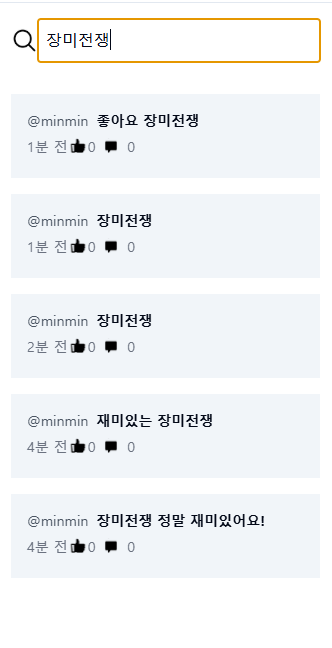 장미전쟁
@minmin 좋아요 장미전쟁
1분 전 0 0
@minmin 장미전쟁
1분 전 0 0
@minmin 장미전쟁
2분 전 0 0
@minmin 재미있는 장미전쟁
4분 전 0 0
@minmin 장미전쟁 정말 재미있어요!
4분 전 0 0